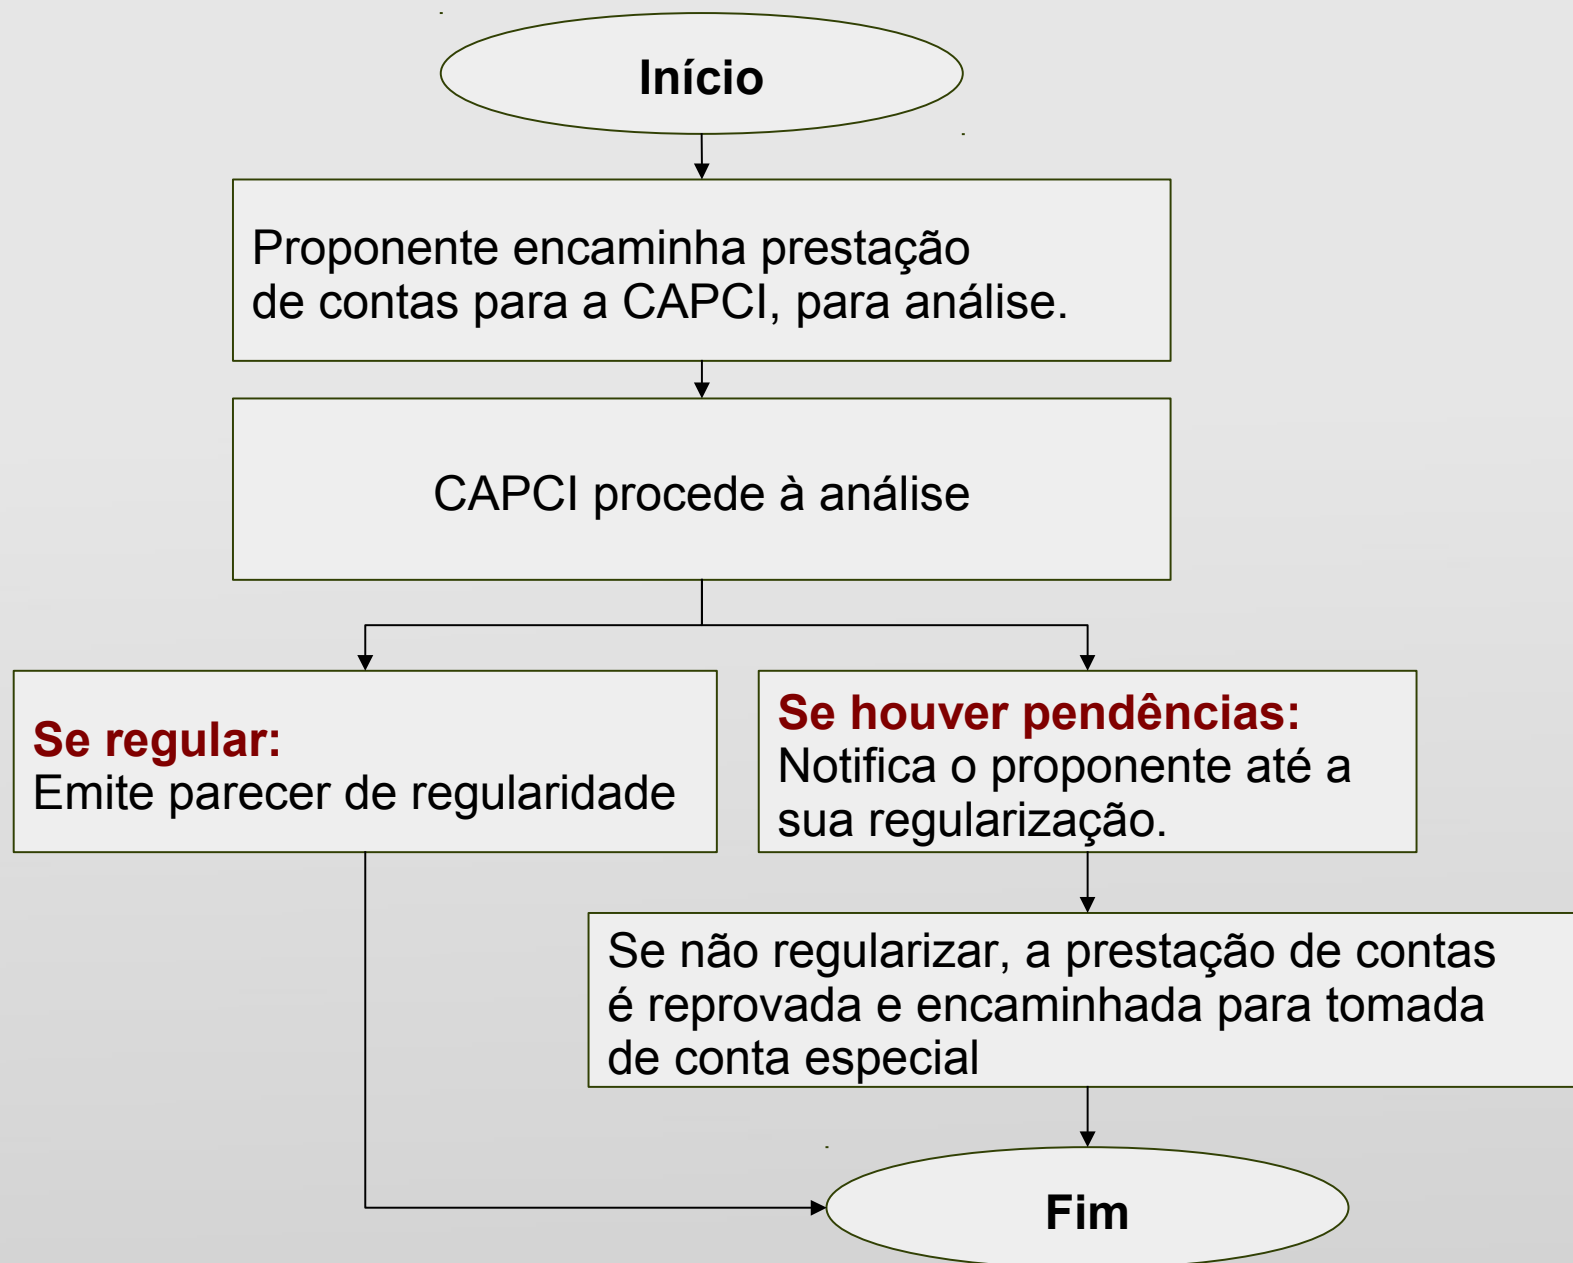 Início
Proponente encaminha prestação
de contas para a CAPCI, para análise.
CAPCI procede à análise
Se regular:
Emite parecer de regularidade
Se houver pendências:
Notifica o proponente até a
sua regularização.
Se não regularizar, a prestação de contas
é reprovada e encaminhada para tomada
de conta especial
Fim